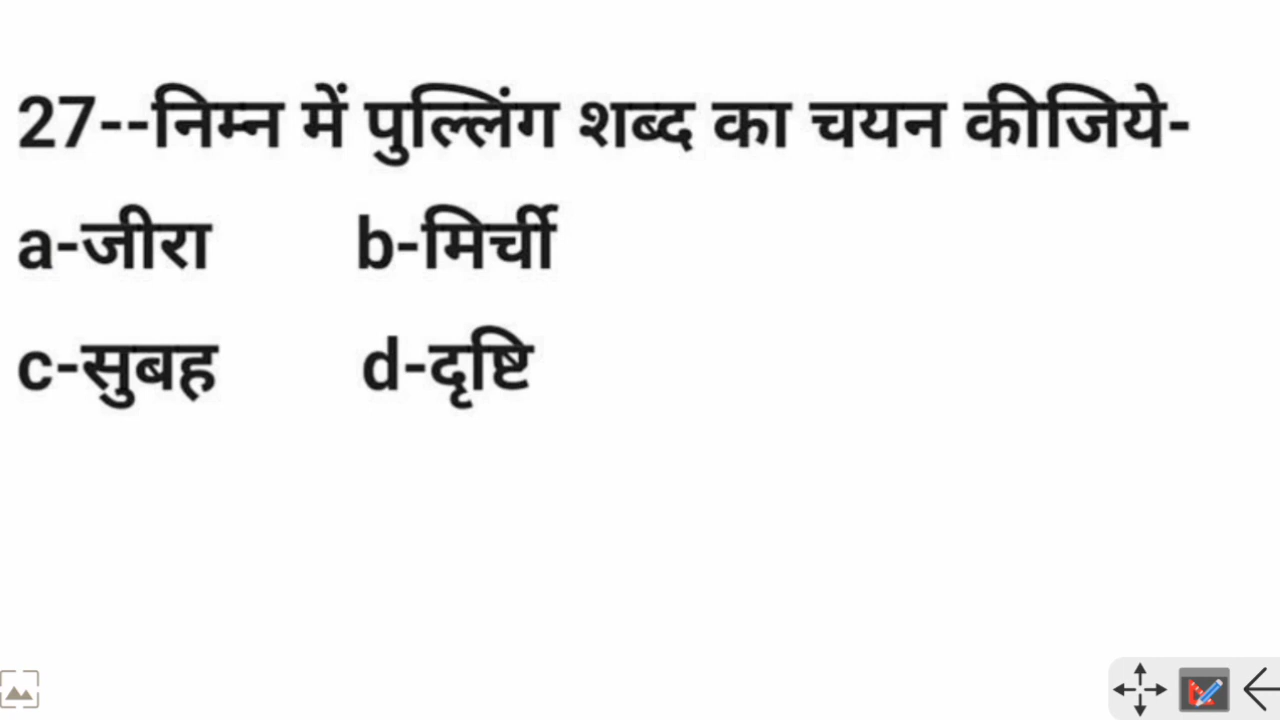 27--निम्न में पुल्लिंग शब्द का चयन कीजिये-
a-जीरा b-मिर्ची
c-सुबह d-दृष्टि